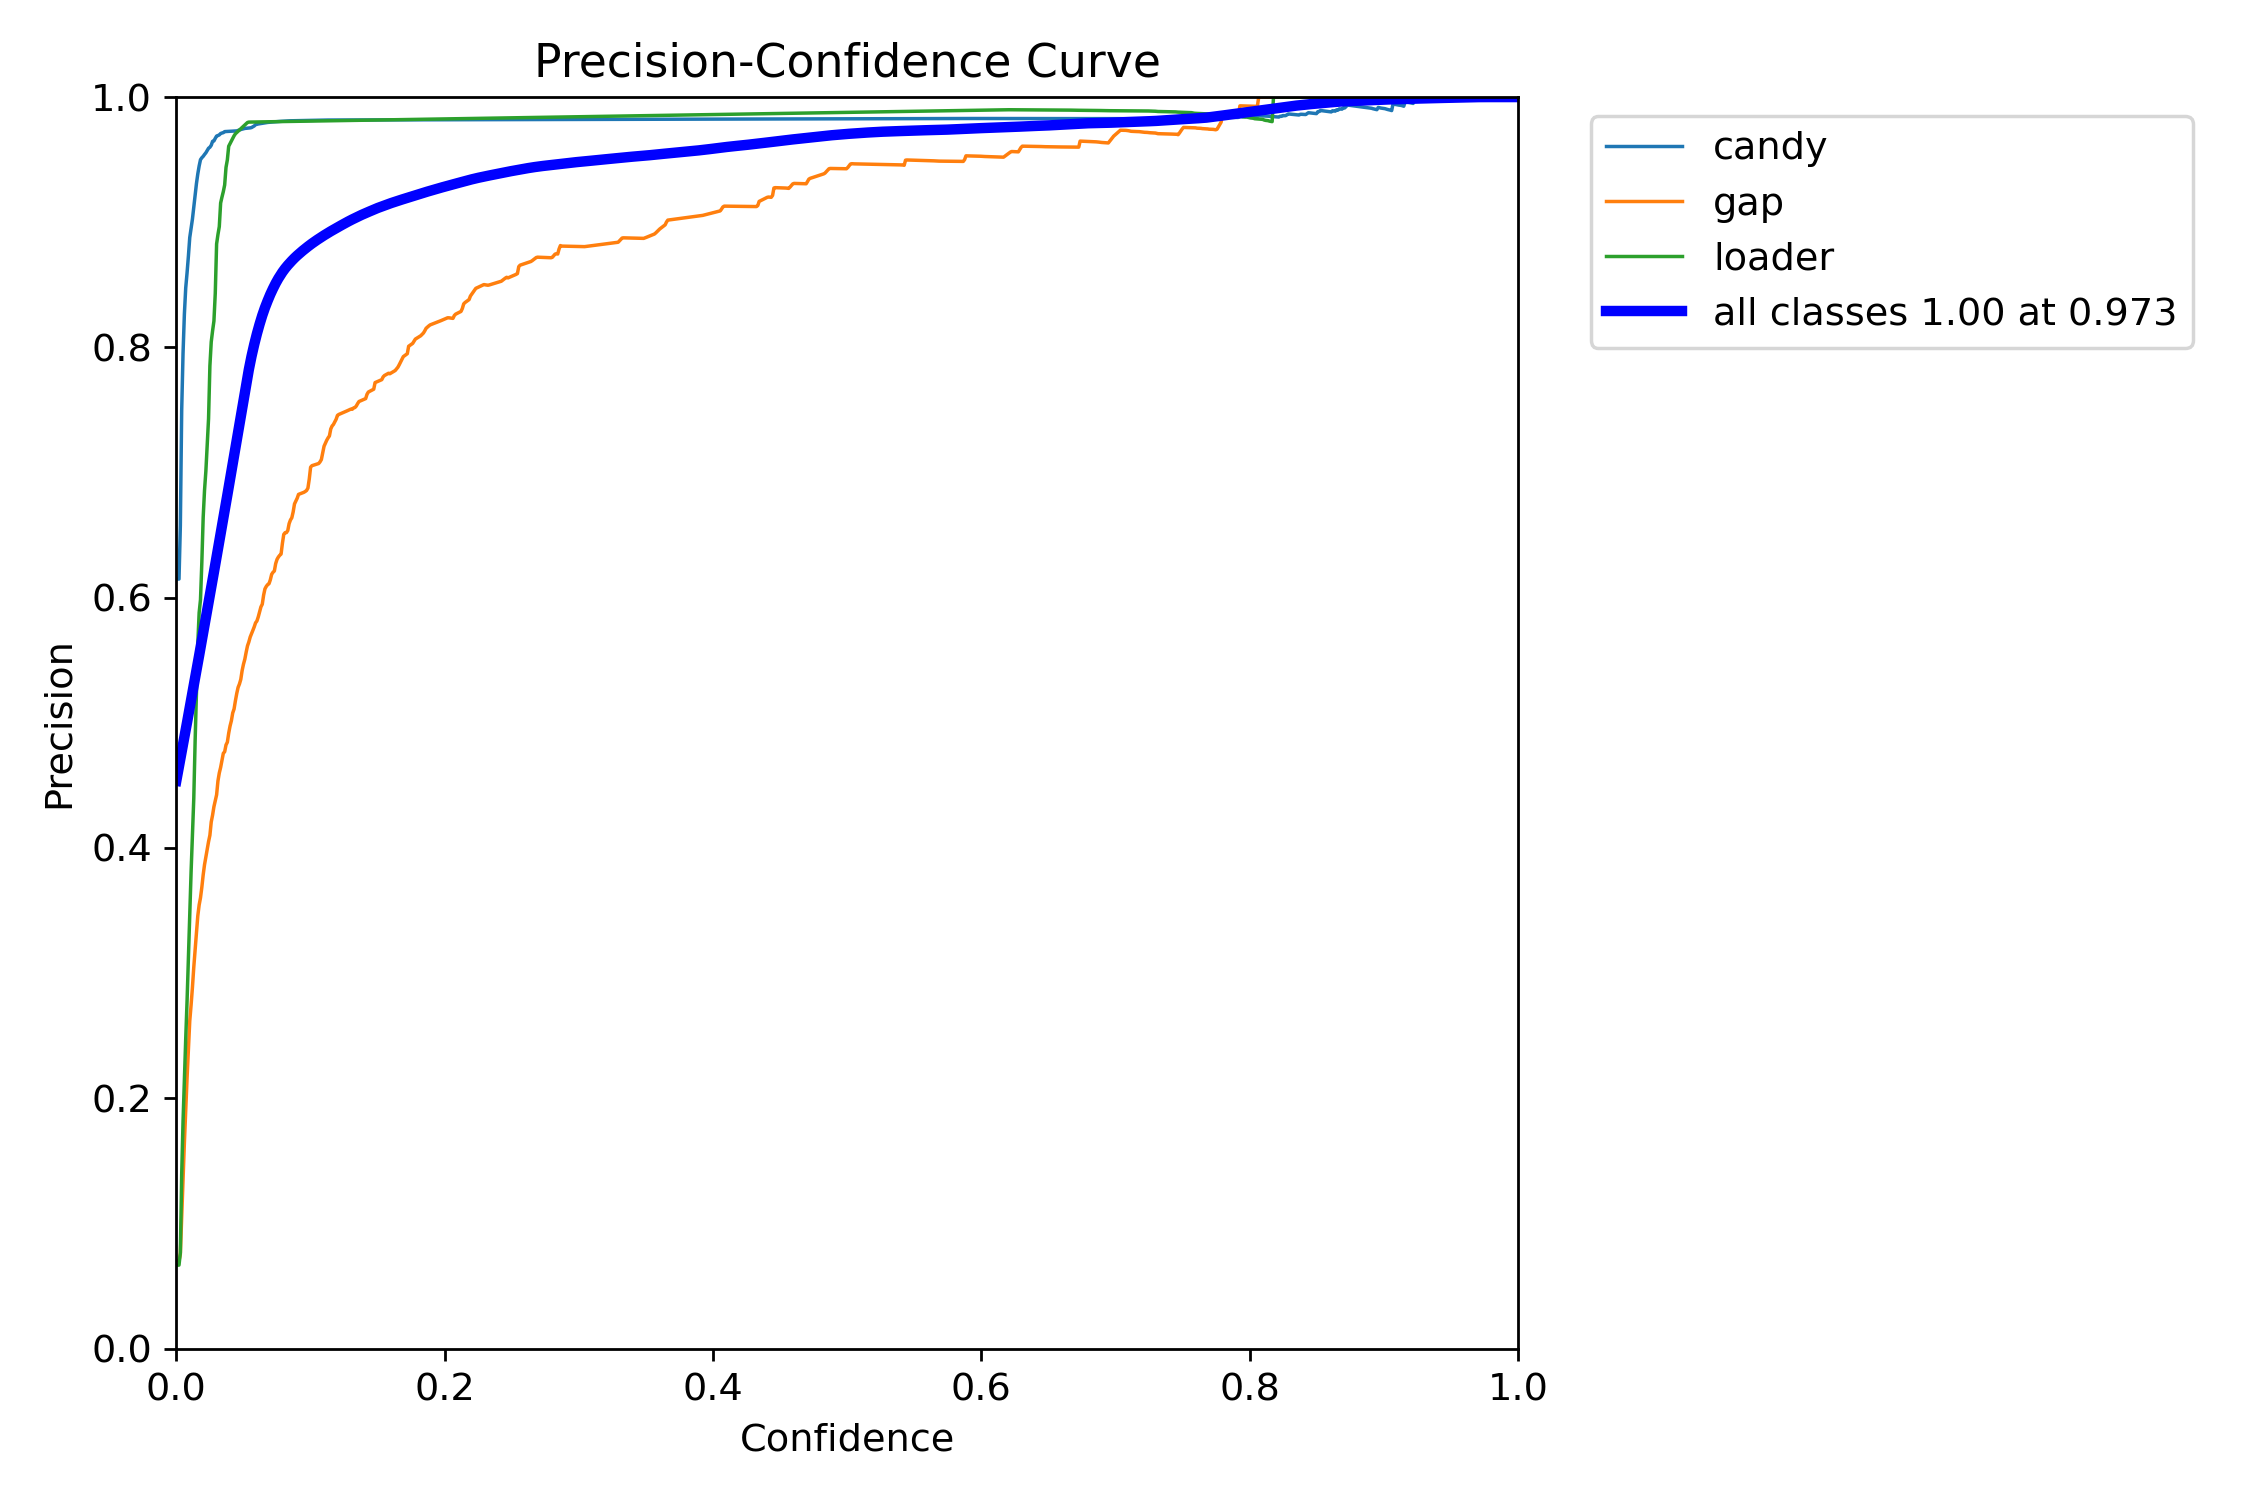 Precision-Confidence Curve
1.0
0.8
0.6
0.4
0.2
0.0
Precision
0.0 0.2 0.4 0.6 0.8 1.0
Confidence
candy
gap
loader
all classes 1.00 at 0.973